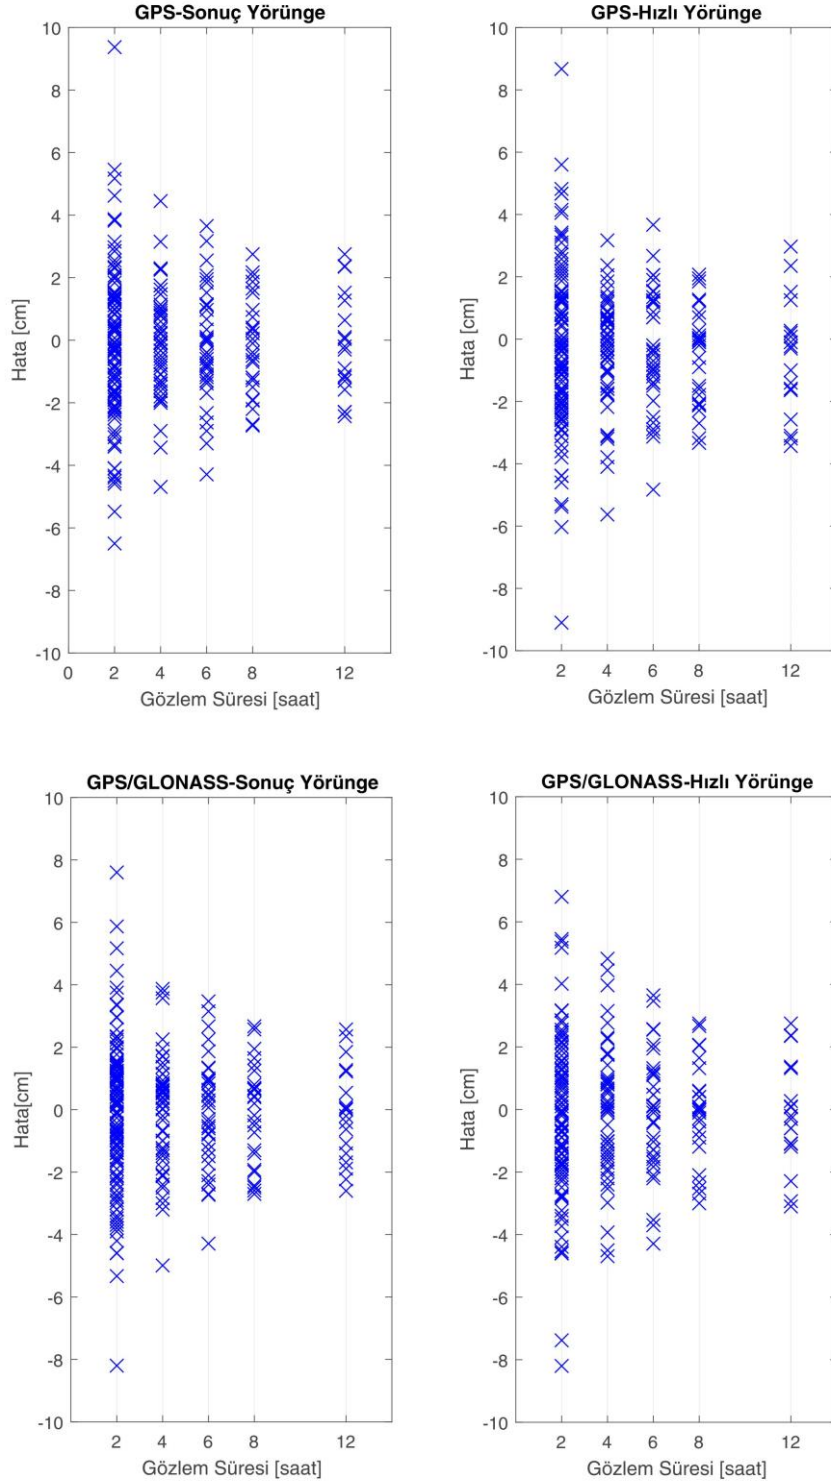 GPS-Sonuç Yörünge
10
8
6
4
2
0
-2
-4
-6
-8
-10
Hata [cm]
0 2 4 6 8 12
Gözlem Süresi [saat]
GPS-Hızlı Yörünge
10
8
6
4
2
0
-2
-4
-6
-8
-10
Hata [cm]
2 4 6 8 12
Gözlem Süresi [saat]
GPS/GLONASS-Sonuç Yörünge
10
8
6
4
2
0
-2
-4
-6
-8
-10
Hata[cm]
2 4 6 8 12
Gözlem Süresi [saat]
GPS/GLONASS-Hızlı Yörünge
10
8
6
4
2
0
-2
-4
-6
-8
-10
Hata [cm]
2 4 6 8 12
Gözlem Süresi [saat]